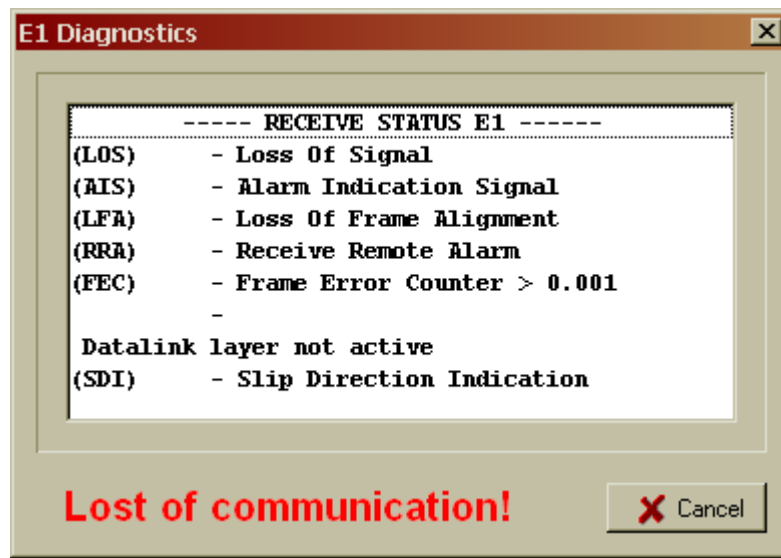 E1 Diagnostics
----- RECEIVE STATUS E1 ------
(LOS) - Loss Of Signal
(AIS) - Alarm Indication Signal
(LFA) - Loss Of Frame Alignment
(RRA) - Receive Remote Alarm
(FEC) - Frame Error Counter > 0.001
-
Datalink layer not active
(SDI) - Slip Direction Indication
Lost of communication!
Cancel